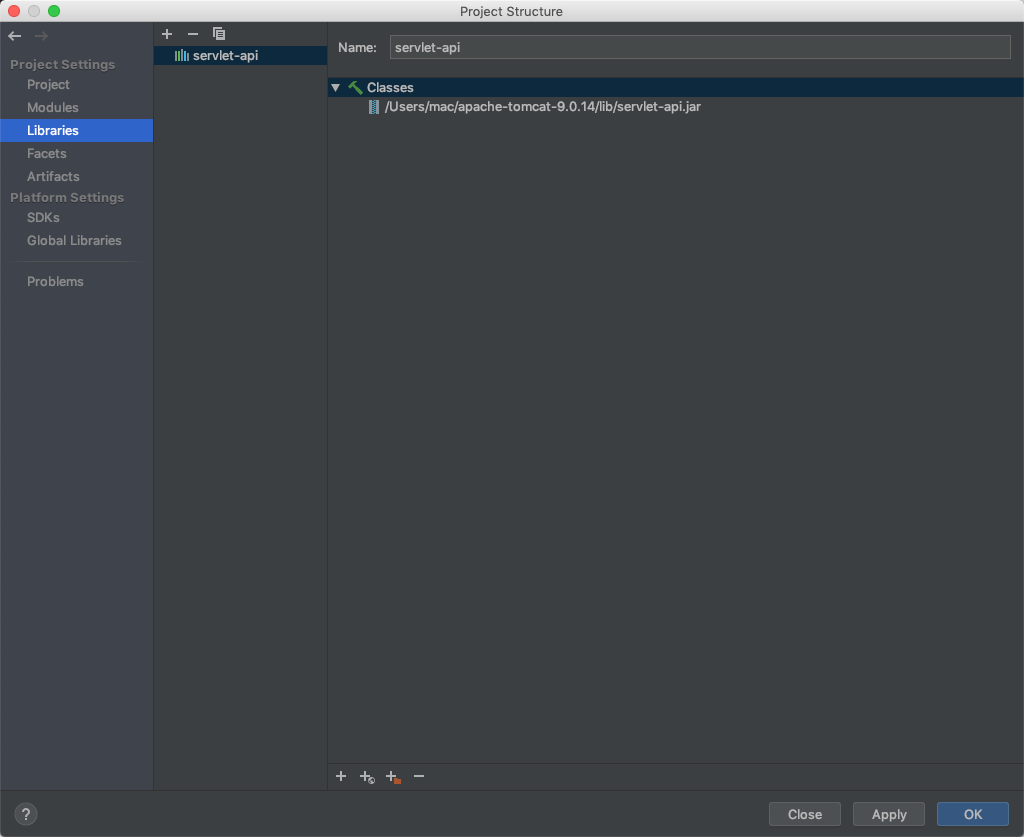 Project Structure
Project Settings
Project
Modules
Libraries
Facets
Artifacts
Platform Settings
SDKs
Global Libraries
Problems
servlet-api
Name: servlet-api
Classes
/Users/mac/apache-tomcat-9.0.14/lib/servlet-api.jar
?
Close
Apply
OK